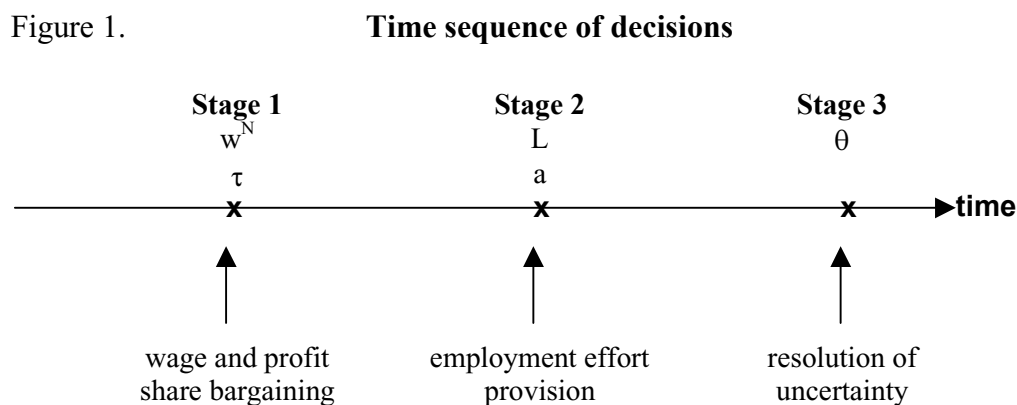 Figure 1. Time sequence of decisions
Stage 1 Stage 2 Stage 3
w^N L θ
τ a
x x x time
wage and profit employment effort resolution of
share bargaining provision uncertainty